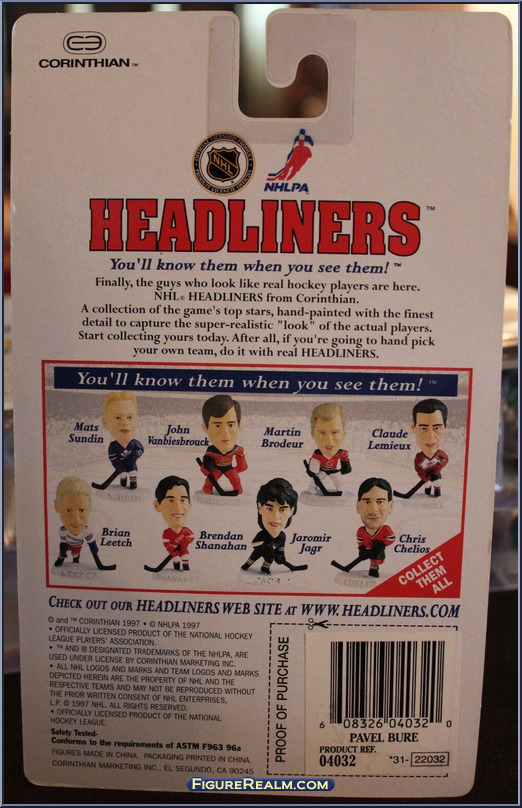 CORINTHIAN™
OFFICIAL LICENSED PRODUCT
NHL
NHLPA
HEADLINERS™
You'll know them when you see them! ™
Finally, the guys who look like real hockey players are here.
NHL® HEADLINERS from Corinthian.
A collection of the game's top stars, hand-painted with the finest
detail to capture the super-realistic "look" of the actual players.
Start collecting yours today. After all, if you're going to hand pick
your own team, do it with real HEADLINERS.
You'll know them when you see them! ™
Mats
Sundin
John
Vanbiesbrouck
Martin
Brodeur
Claude
Lemieux
Brian
Leetch
Brendan
Shanahan
Jaromir
Jagr
Chris
Chelios
LEETCH
JAGR
CHELIOS
COLLECT
THEM
ALL
CHECK OUT OUR HEADLINERS WEB SITE AT WWW.HEADLINERS.COM
© and ™ CORINTHIAN 1997 • © NHLPA 1997
• OFFICIALLY LICENSED PRODUCT OF THE NATIONAL HOCKEY
LEAGUE PLAYERS' ASSOCIATION.
• ™ AND ® DESIGNATED TRADEMARKS OF THE NHLPA, ARE
USED UNDER LICENSE BY CORINTHIAN MARKETING INC.
• ALL NHL LOGOS AND MARKS AND TEAM LOGOS AND MARKS
DEPICTED HEREIN ARE THE PROPERTY OF NHL AND THE
RESPECTIVE TEAMS AND MAY NOT BE REPRODUCED WITHOUT
THE PRIOR WRITTEN CONSENT OF NHL ENTERPRISES,
L.P. © 1997 NHL. ALL RIGHTS RESERVED.
• OFFICIALLY LICENSED PRODUCT OF THE NATIONAL
HOCKEY LEAGUE.
Safety Tested-
Conforms to the requirements of ASTM F963 96a
FIGURES MADE IN CHINA. PACKAGING PRINTED IN CHINA.
CORINTHIAN MARKETING INC., EL SEGUNDO, CA 90245
PROOF OF PURCHASE
6 08326 04032 0
PAVEL BURE
PRODUCT REF.
04032 *31- 22032
FIGUREREALM.COM